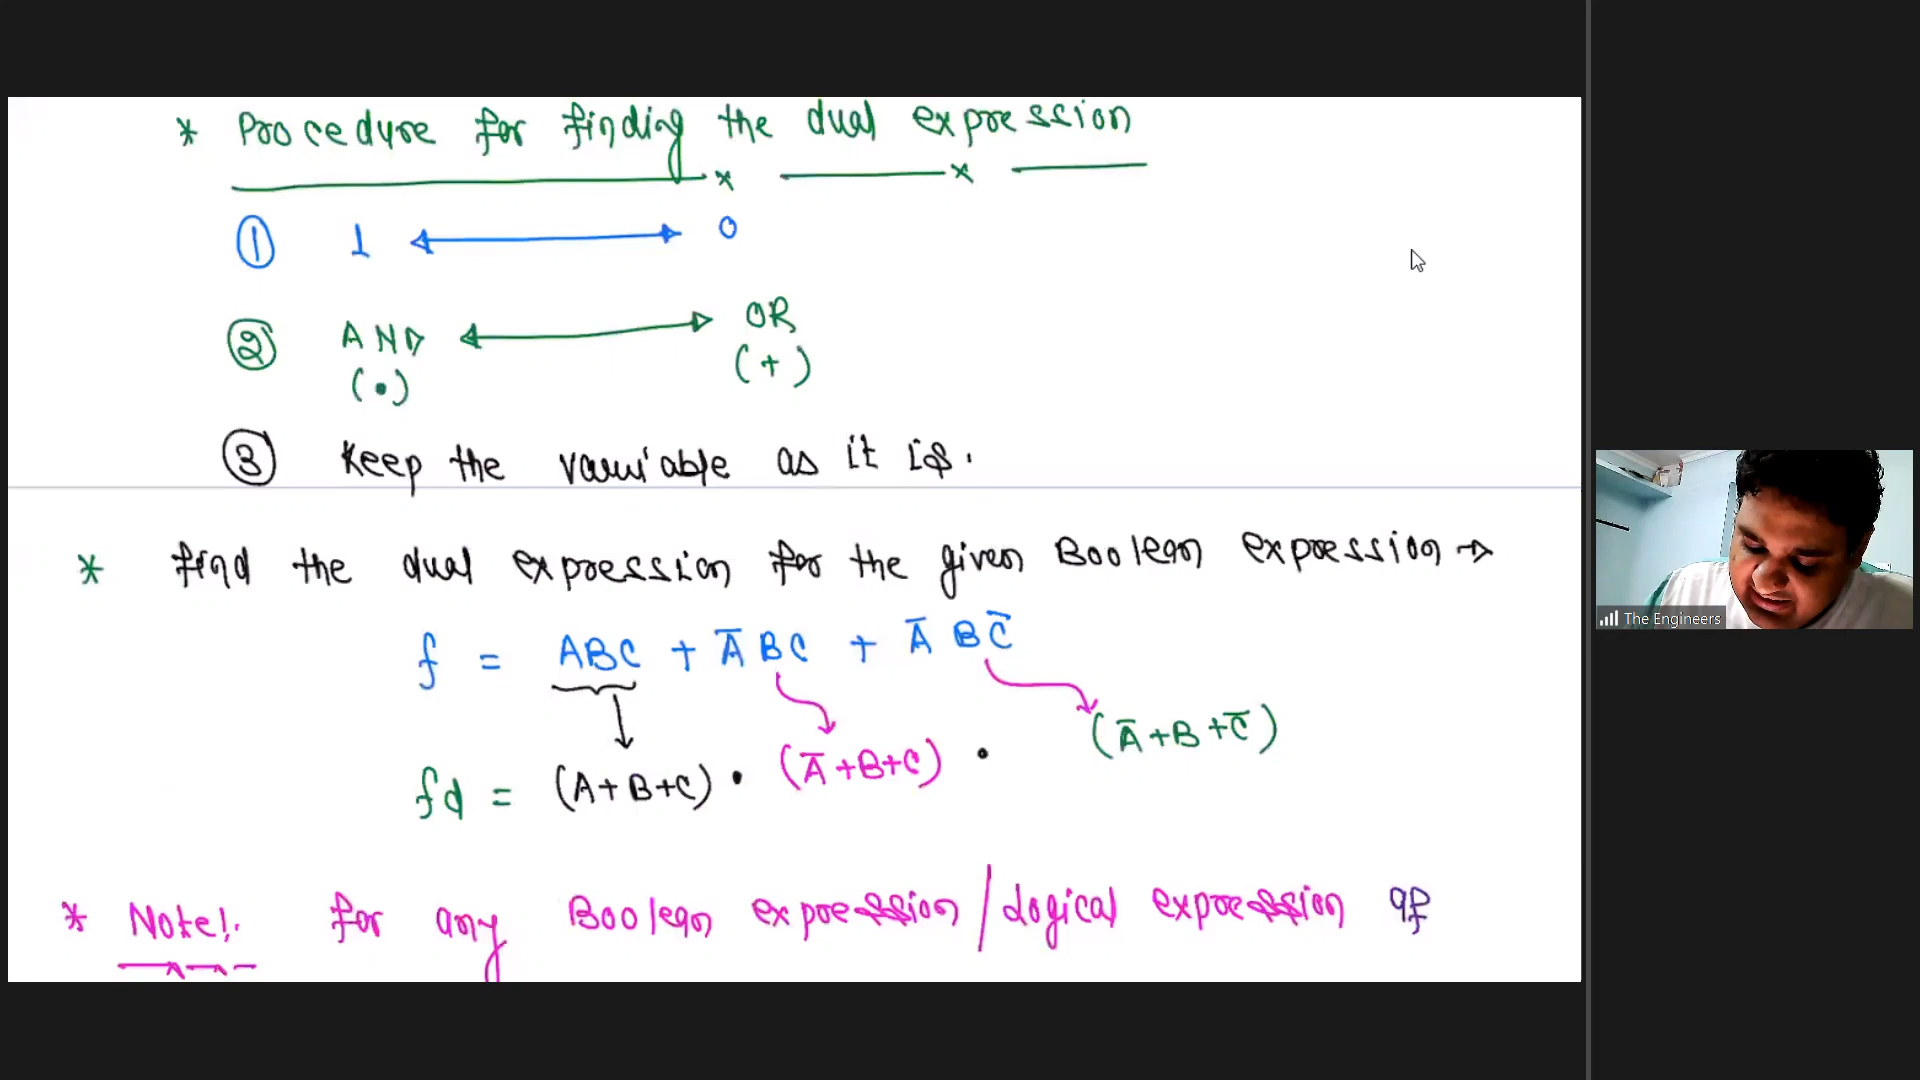 * Procedure for finding the dual expression
① 1 ↔ 0
② AND ↔ OR
(•) (+)
③ Keep the variable as it is.
* find the dual expression for the given Boolean expression →
f = ABC + A̅BC + A̅BC̅
fd = (A+B+C) • (A̅+B+C) • (A̅+B+C̅)
* Note!. for any Boolean expression / Logical expression if
The Engineers